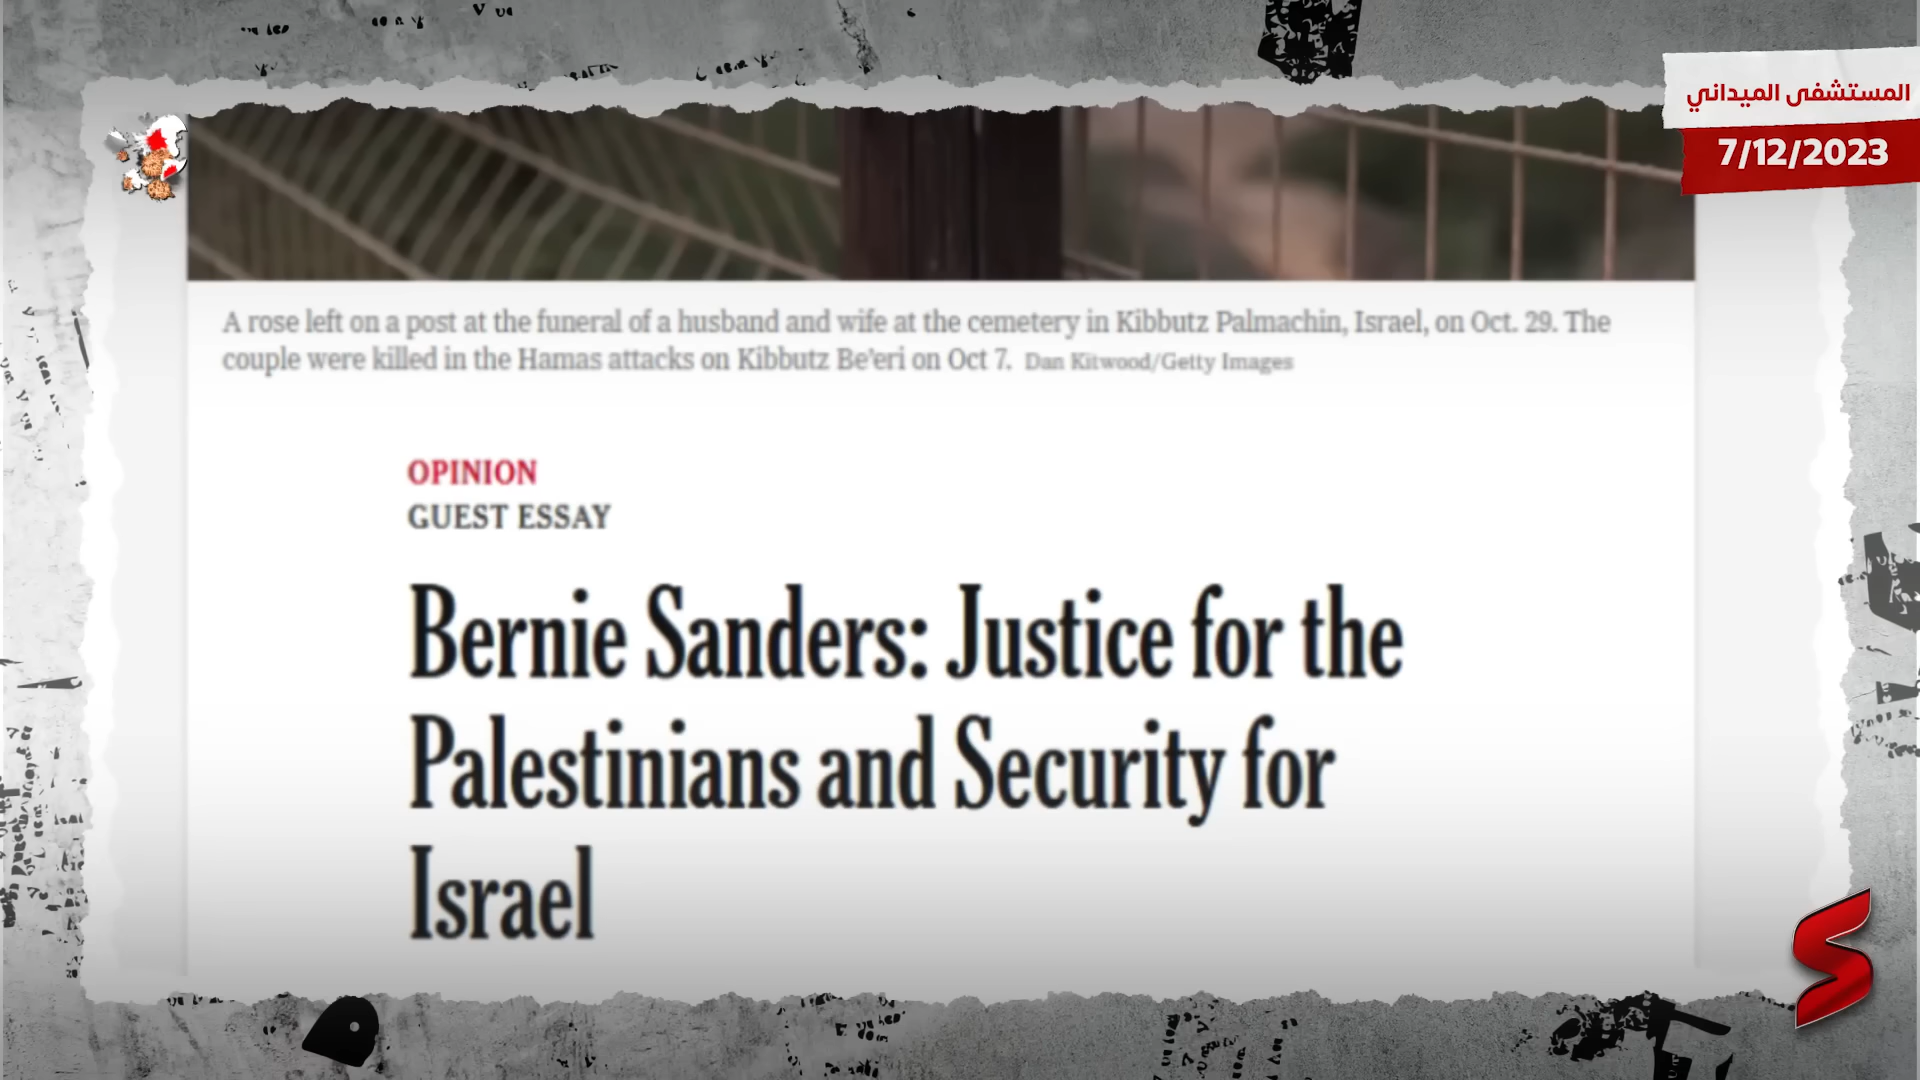 المستشفى الميداني
7/12/2023
A rose left on a post at the funeral of a husband and wife at the cemetery in Kibbutz Palmachin, Israel, on Oct. 29. The
couple were killed in the Hamas attacks on Kibbutz Be'eri on Oct 7. Dan Kitwood/Getty Images
OPINION
GUEST ESSAY
Bernie Sanders: Justice for the
Palestinians and Security for
Israel